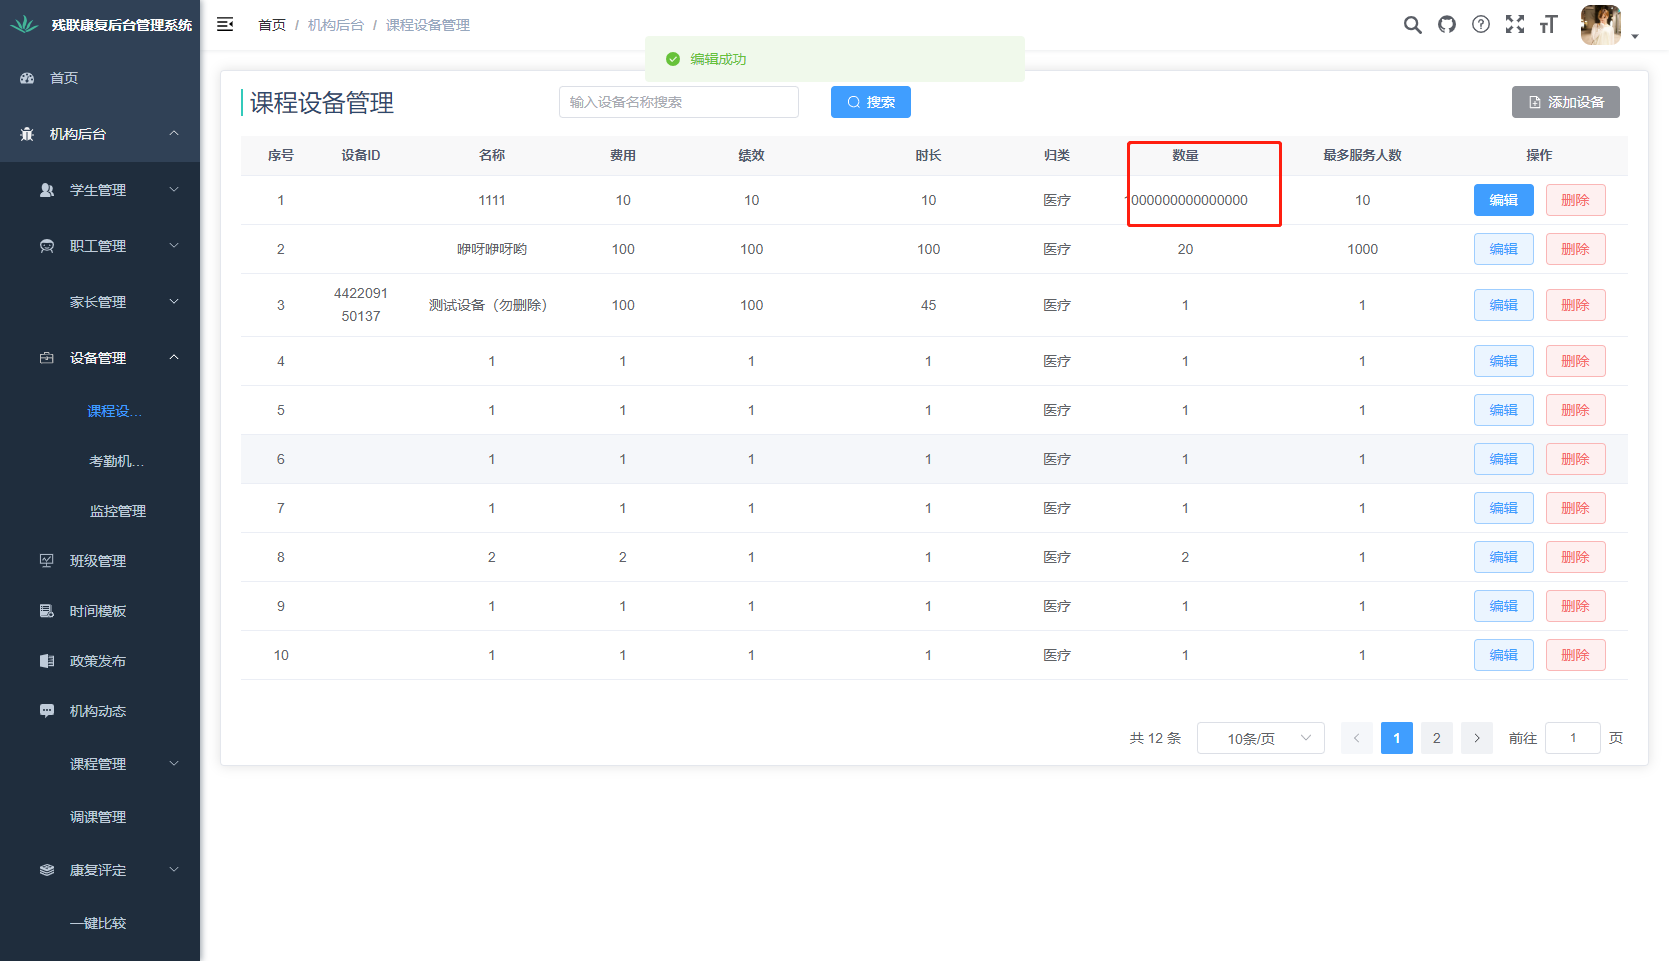 残联康复后台管理系统
首页 / 机构后台 / 课程设备管理
编辑成功
首页
机构后台
学生管理
职工管理
家长管理
设备管理
课程设...
考勤机...
监控管理
班级管理
时间模板
政策发布
机构动态
课程管理
调课管理
康复评定
一键比较
课程设备管理
输入设备名称搜索
搜索
添加设备
序号 设备ID 名称 费用 绩效 时长 归类 数量 最多服务人数 操作
1 1111 10 10 10 医疗 1000000000000000 10 编辑 删除
2 咿呀咿呀哟 100 100 100 医疗 20 1000 编辑 删除
3 4422091
50137 测试设备（勿删除） 100 100 45 医疗 1 1 编辑 删除
4 1 1 1 1 医疗 1 1 编辑 删除
5 1 1 1 1 医疗 1 1 编辑 删除
6 1 1 1 1 医疗 1 1 编辑 删除
7 1 1 1 1 医疗 1 1 编辑 删除
8 2 2 1 1 医疗 2 1 编辑 删除
9 1 1 1 1 医疗 1 1 编辑 删除
10 1 1 1 1 医疗 1 1 编辑 删除
共 12 条 10条/页 1 2 前往 1 页